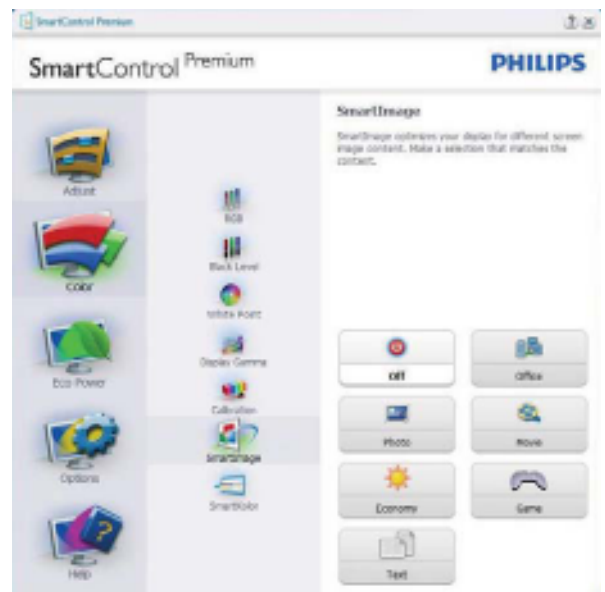 SmartControl Premium
SmartControl Premium
PHILIPS
Adjust
Color
Eco Power
Options
Help
RGB
Black Level
White Point
Display Gamma
Calibration
SmartImage
SmartKolor
SmartImage
SmartImage optimizes your display for different screen
image content. Make a selection that matches the
content.
Off
Office
Photo
Movie
Economy
Game
Text